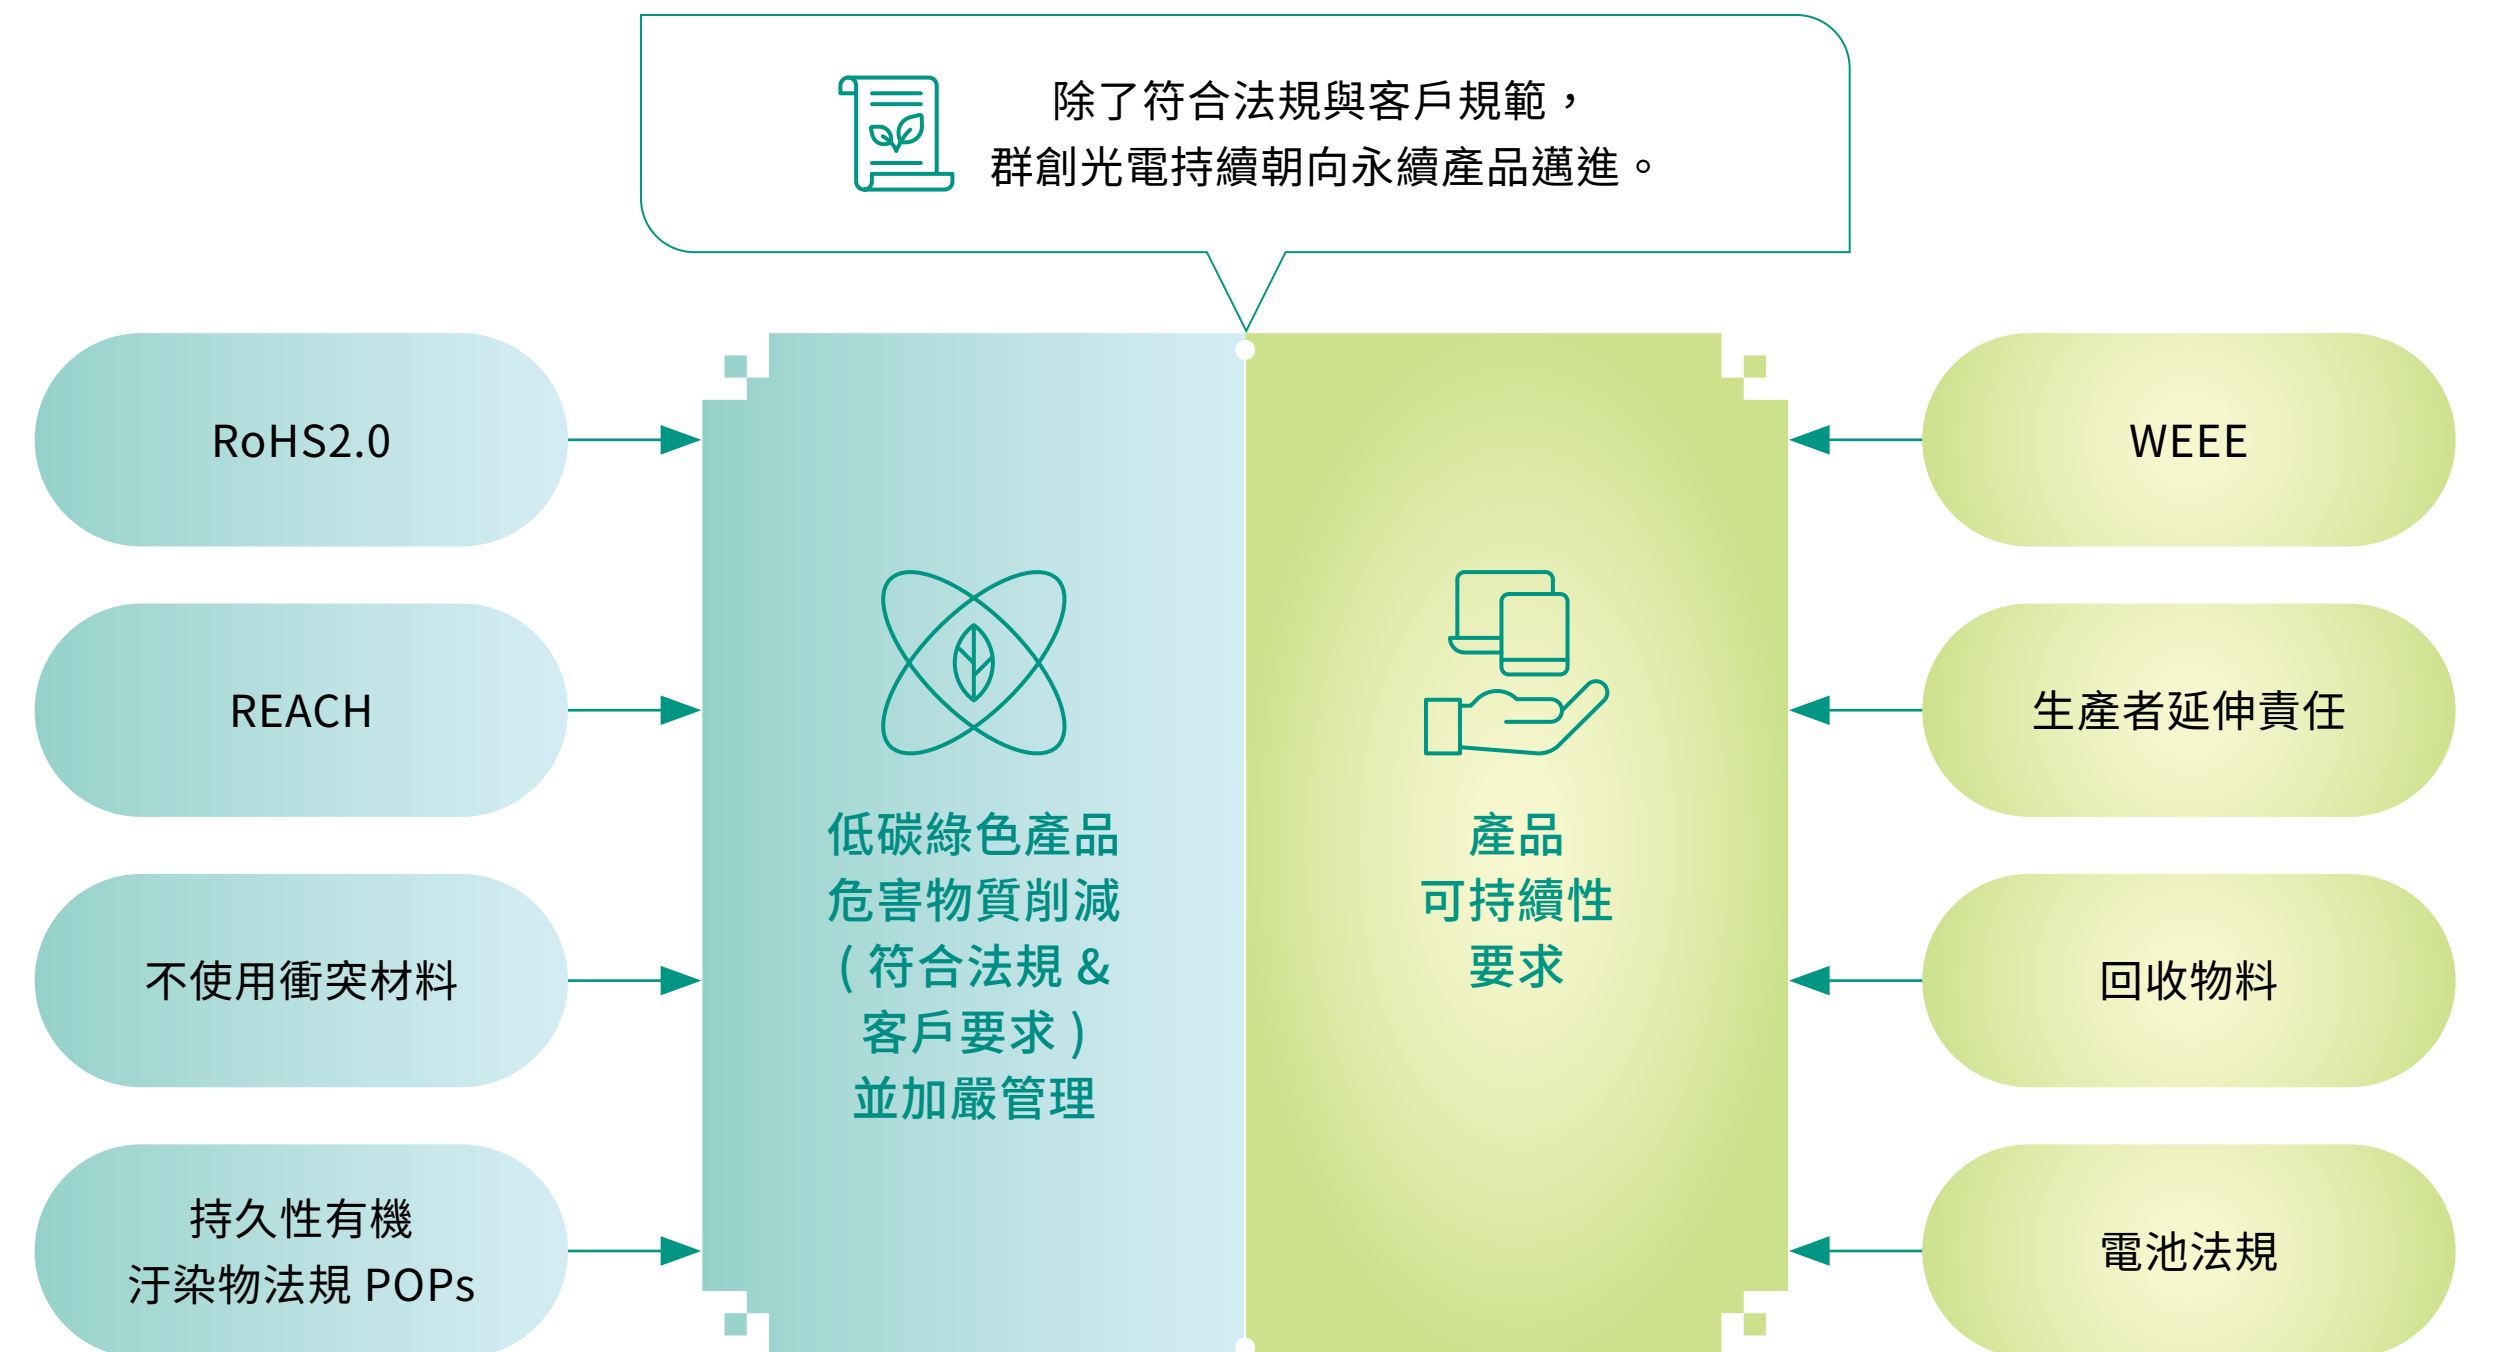 除了符合法規與客戶規範，
群創光電持續朝向永續產品邁進。
RoHS2.0
REACH
不使用衝突材料
持久性有機
汙染物法規 POPs
低碳綠色產品
危害物質削減
( 符合法規 &
客戶要求 )
並加嚴管理
產品
可持續性
要求
WEEE
生產者延伸責任
回收物料
電池法規